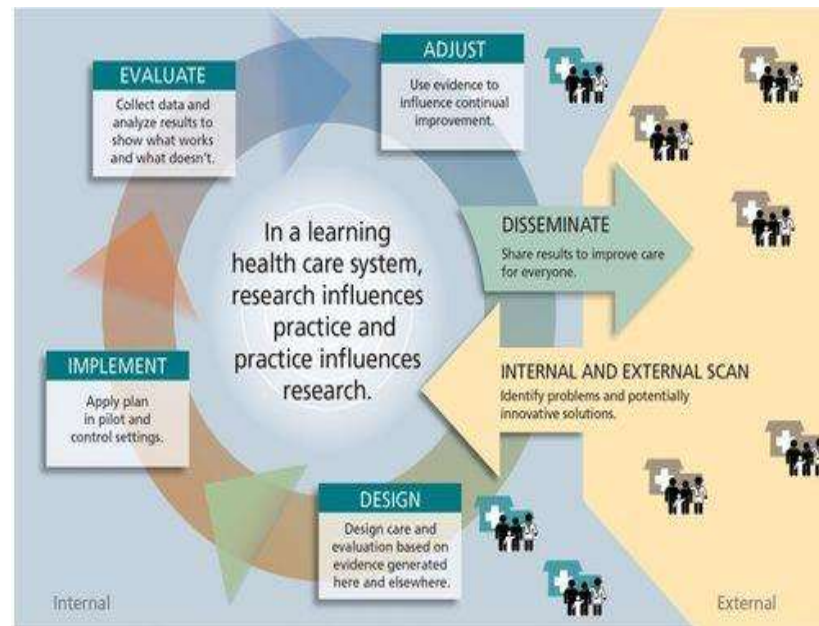 EVALUATE
Collect data and
analyze results to
show what works
and what doesn't.
ADJUST
Use evidence to
influence continual
improvement.
In a learning
health care system,
research influences
practice and
practice influences
research.
DISSEMINATE
Share results to improve care
for everyone.
INTERNAL AND EXTERNAL SCAN
Identify problems and potentially
innovative solutions.
IMPLEMENT
Apply plan
in pilot and
control settings.
DESIGN
Design care and
evaluation based on
evidence generated
here and elsewhere.
Internal
External